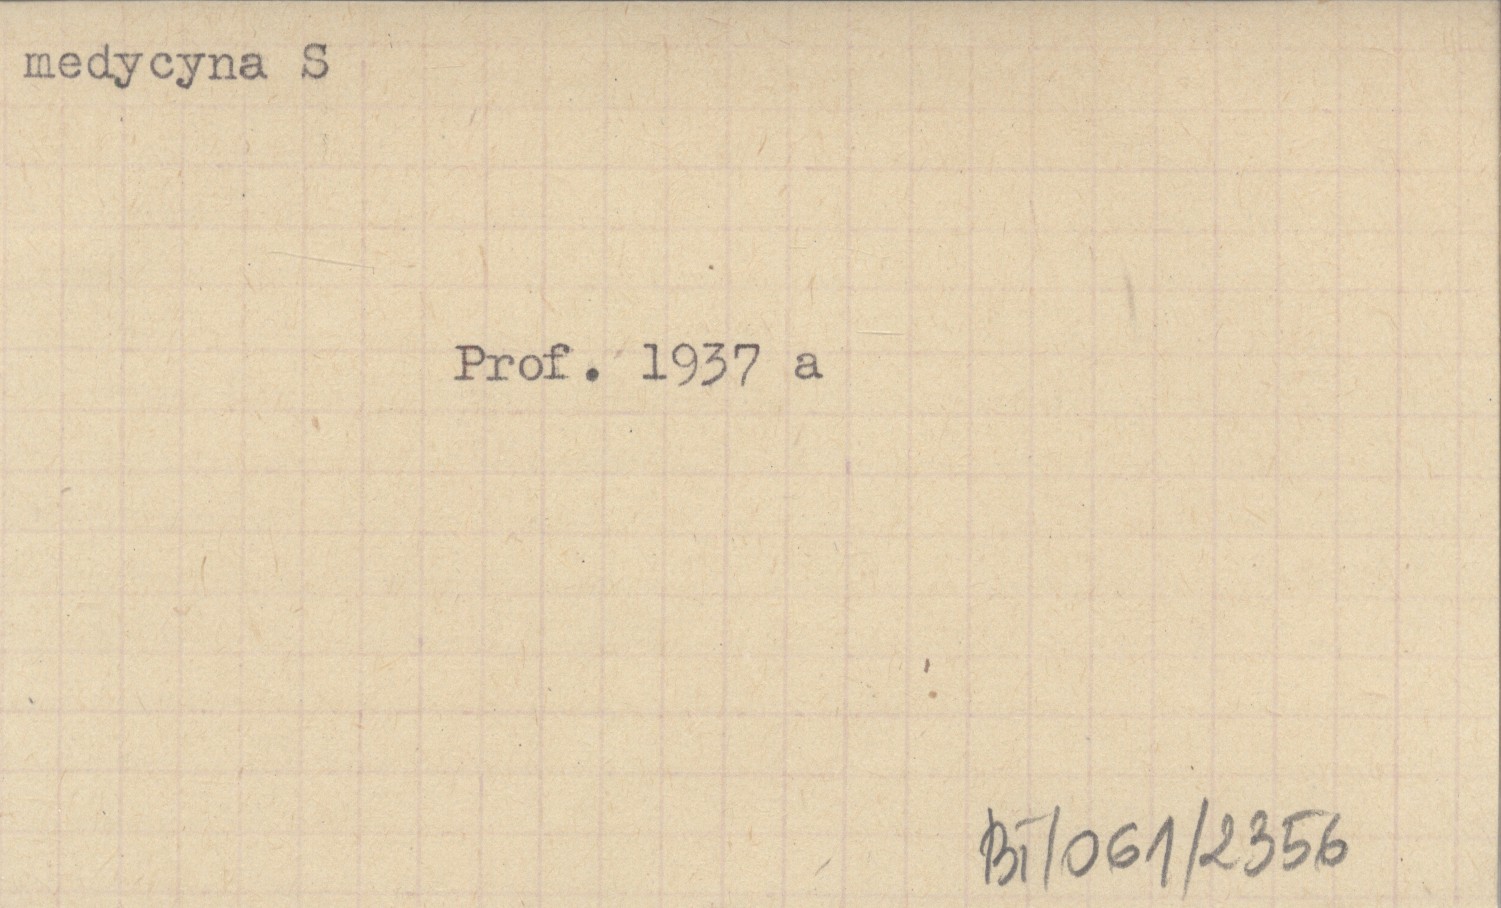 medycyna S
Prof. 1937 a
BI/061/2356